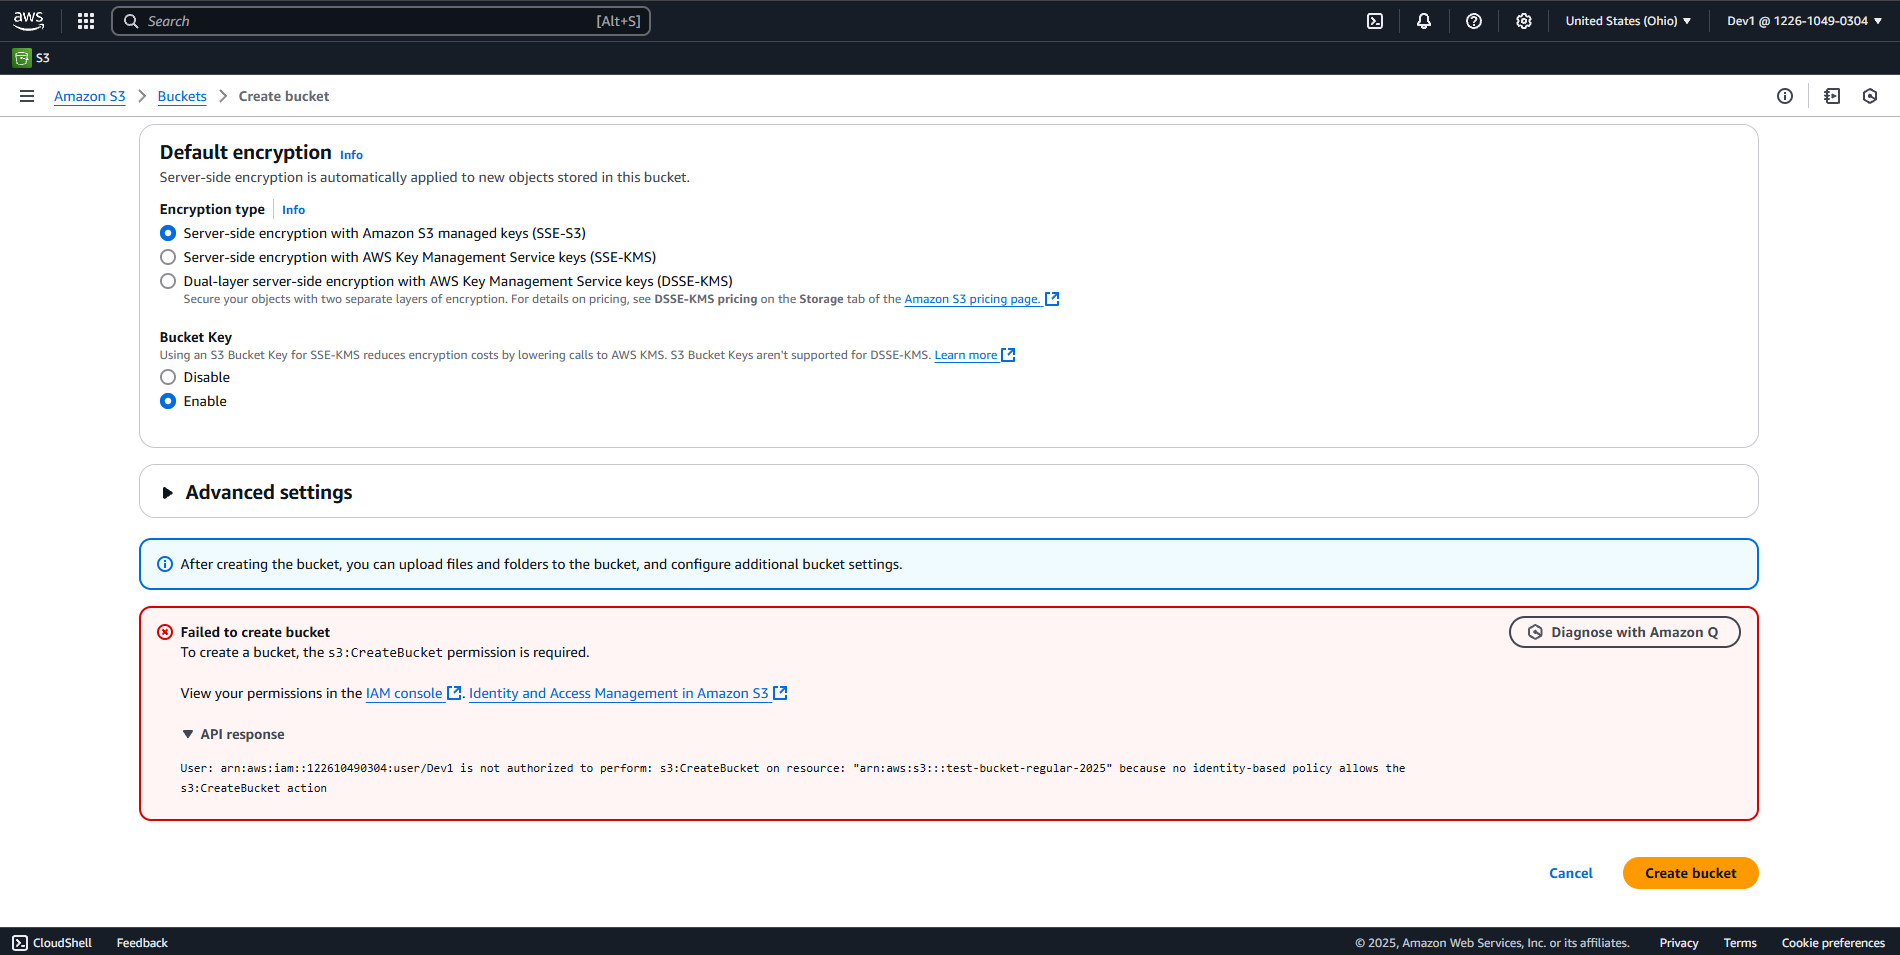 aws
Search
[Alt+S]
United States (Ohio)
Dev1 @ 1226-1049-0304
S3
Amazon S3
Buckets
Create bucket
Default encryption Info
Server-side encryption is automatically applied to new objects stored in this bucket.
Encryption type Info
Server-side encryption with Amazon S3 managed keys (SSE-S3)
Server-side encryption with AWS Key Management Service keys (SSE-KMS)
Dual-layer server-side encryption with AWS Key Management Service keys (DSSE-KMS)
Secure your objects with two separate layers of encryption. For details on pricing, see DSSE-KMS pricing on the Storage tab of the Amazon S3 pricing page.
Bucket Key
Using an S3 Bucket Key for SSE-KMS reduces encryption costs by lowering calls to AWS KMS. S3 Bucket Keys aren't supported for DSSE-KMS. Learn more
Disable
Enable
Advanced settings
After creating the bucket, you can upload files and folders to the bucket, and configure additional bucket settings.
Failed to create bucket
Diagnose with Amazon Q
To create a bucket, the s3:CreateBucket permission is required.
View your permissions in the IAM console. Identity and Access Management in Amazon S3
API response
User: arn:aws:iam::122610490304:user/Dev1 is not authorized to perform: s3:CreateBucket on resource: "arn:aws:s3:::test-bucket-regular-2025" because no identity-based policy allows the
s3:CreateBucket action
Cancel
Create bucket
CloudShell
Feedback
© 2025, Amazon Web Services, Inc. or its affiliates.
Privacy
Terms
Cookie preferences